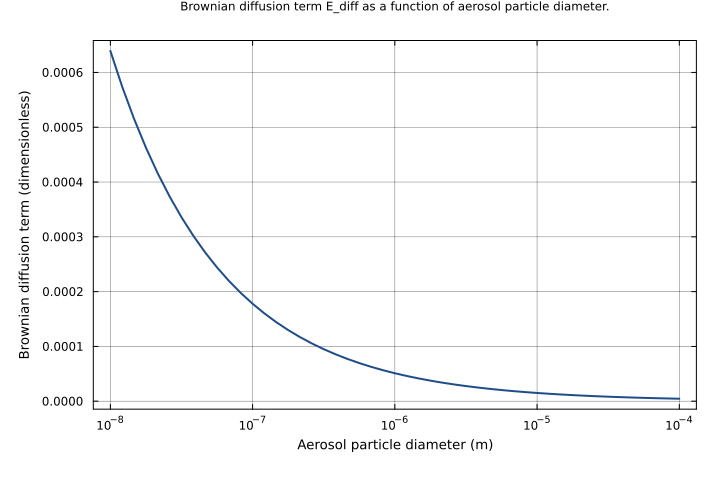 Brownian diffusion term E_diff as a function of aerosol particle diameter.
Brownian diffusion term (dimensionless)
0.0006
0.0005
0.0004
0.0003
0.0002
0.0001
0.0000
10⁻⁸ 10⁻⁷ 10⁻⁶ 10⁻⁵ 10⁻⁴
Aerosol particle diameter (m)